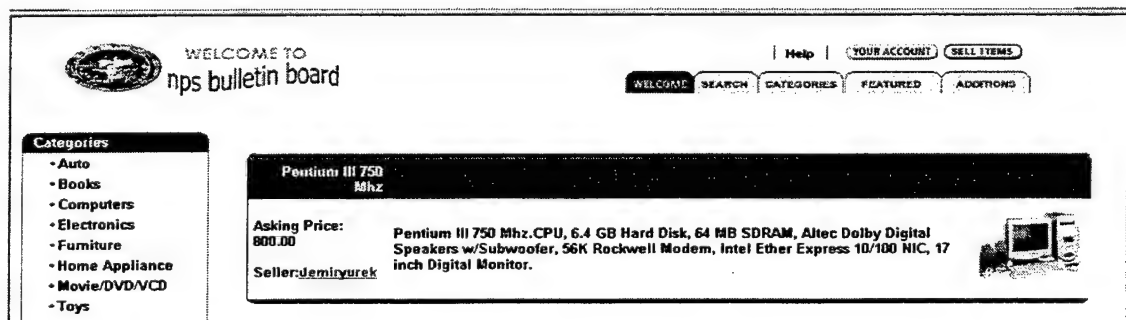 WELCOME TO
nps bulletin board
| Help | YOUR ACCOUNT SELL ITEMS
WELCOME SEARCH CATEGORIES FEATURED ADDITIONS
Categories
• Auto
• Books
• Computers
• Electronics
• Furniture
• Home Appliance
• Movie/DVD/VCD
• Toys
Pentium III 750
Mhz
Asking Price:
800.00
Seller:demiryurek
Pentium III 750 Mhz.CPU, 6.4 GB Hard Disk, 64 MB SDRAM, Altec Dolby Digital
Speakers w/Subwoofer, 56K Rockwell Modem, Intel Ether Express 10/100 NIC, 17
inch Digital Monitor.